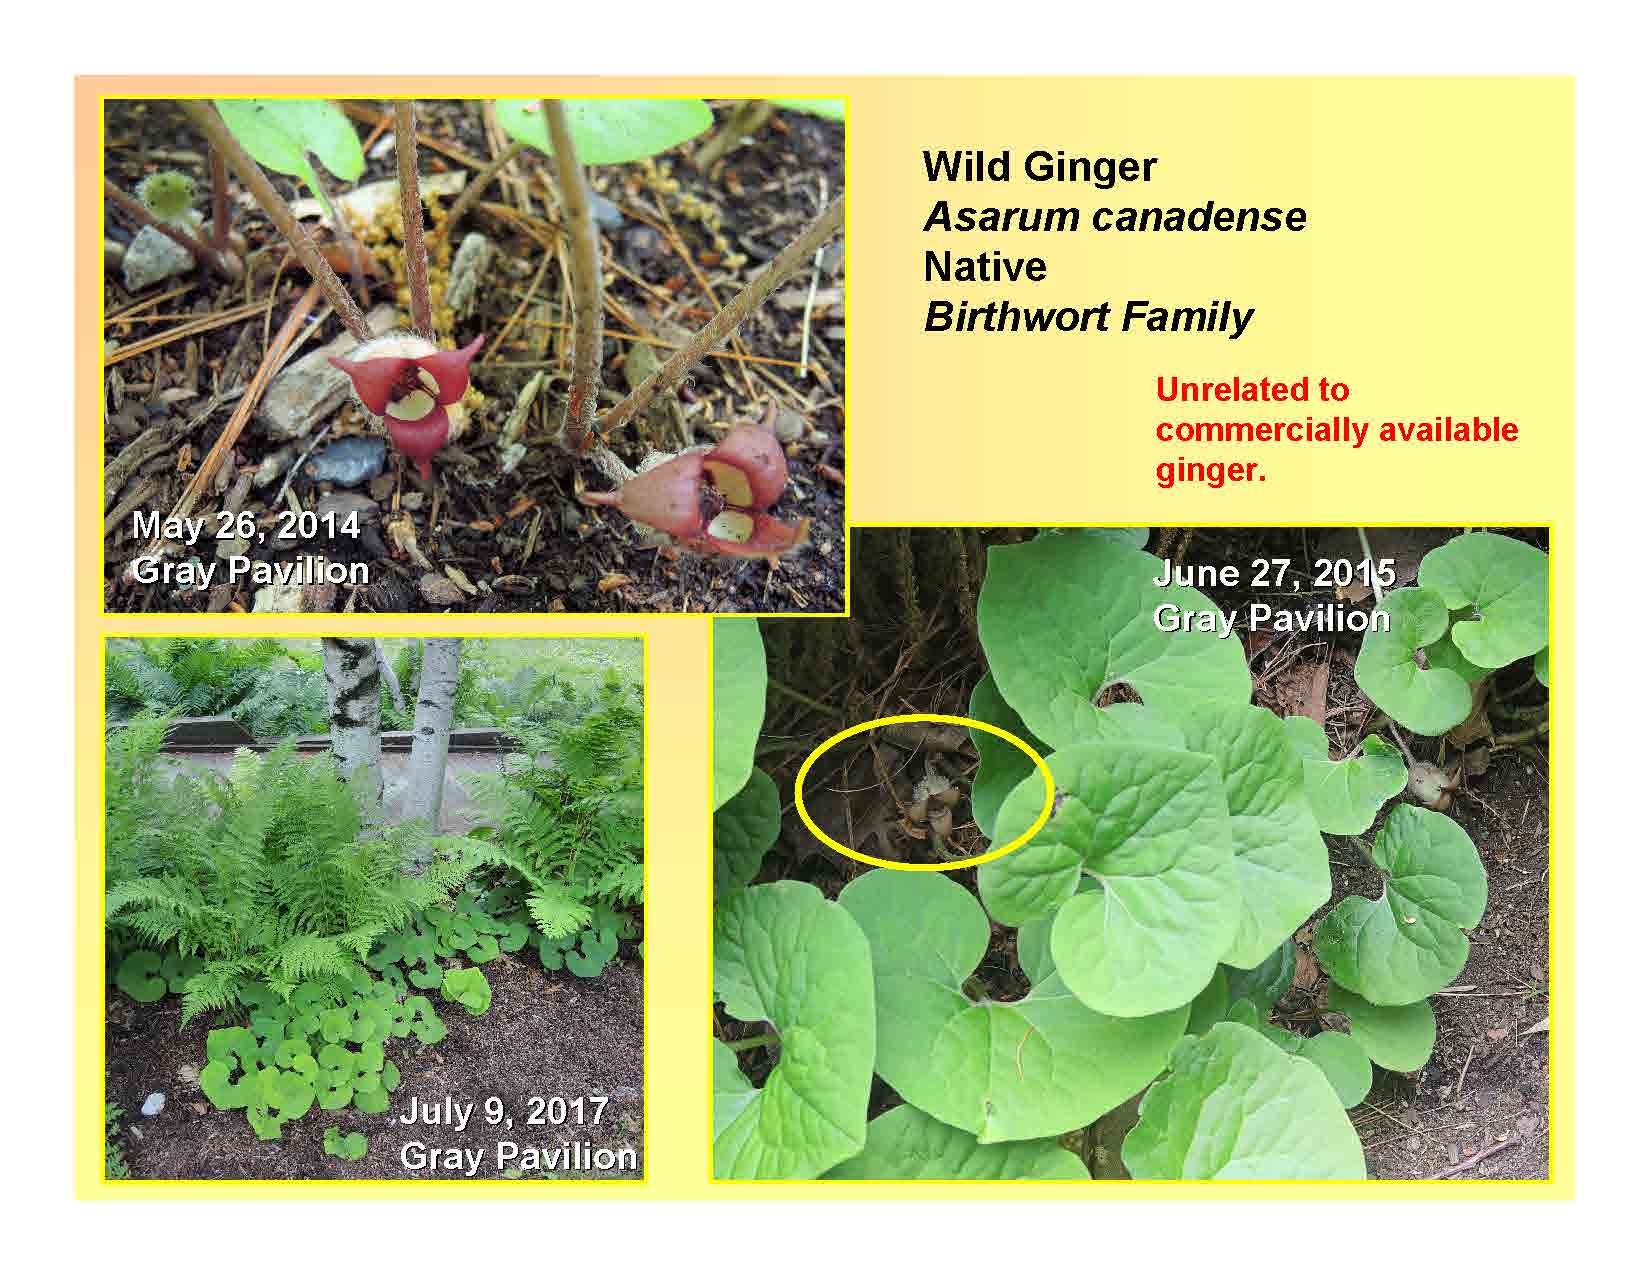 Wild Ginger
Asarum canadense
Native
Birthwort Family
Unrelated to
commercially available
ginger.
May 26, 2014
Gray Pavilion
June 27, 2015
Gray Pavilion
July 9, 2017
Gray Pavilion